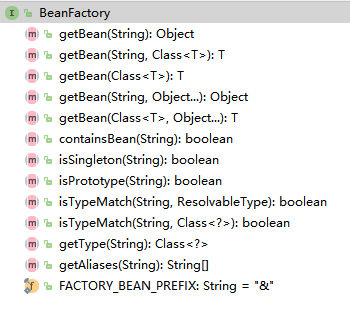 I BeanFactory
m getBean(String): Object
m getBean(String, Class<T>): T
m getBean(Class<T>): T
m getBean(String, Object...): Object
m getBean(Class<T>, Object...): T
m containsBean(String): boolean
m isSingleton(String): boolean
m isPrototype(String): boolean
m isTypeMatch(String, ResolvableType): boolean
m isTypeMatch(String, Class<?>): boolean
m getType(String): Class<?>
m getAliases(String): String[]
f FACTORY_BEAN_PREFIX: String = "&"